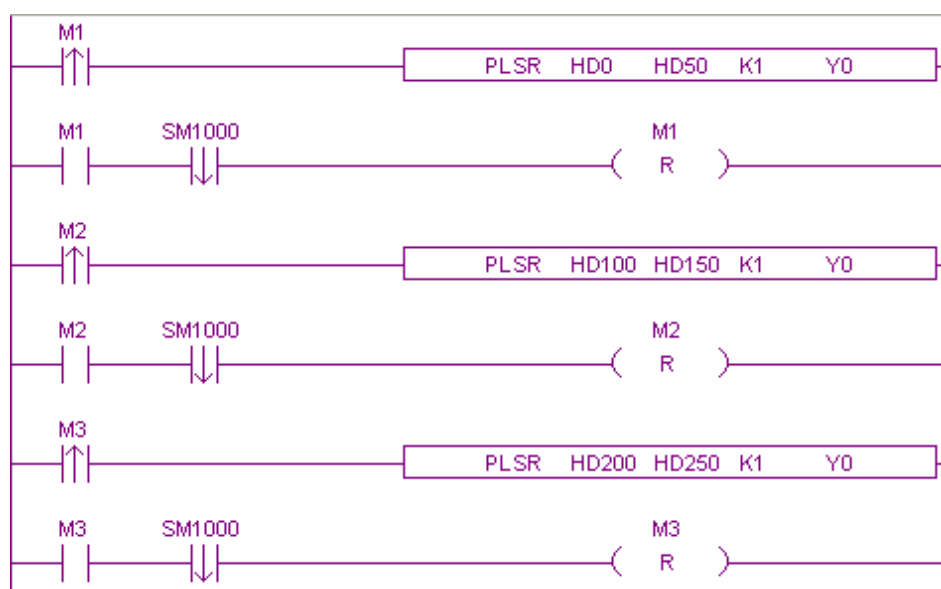 M1
PLSR HD0 HD50 K1 Y0
M1 SM1000 M1
R
M2
PLSR HD100 HD150 K1 Y0
M2 SM1000 M2
R
M3
PLSR HD200 HD250 K1 Y0
M3 SM1000 M3
R